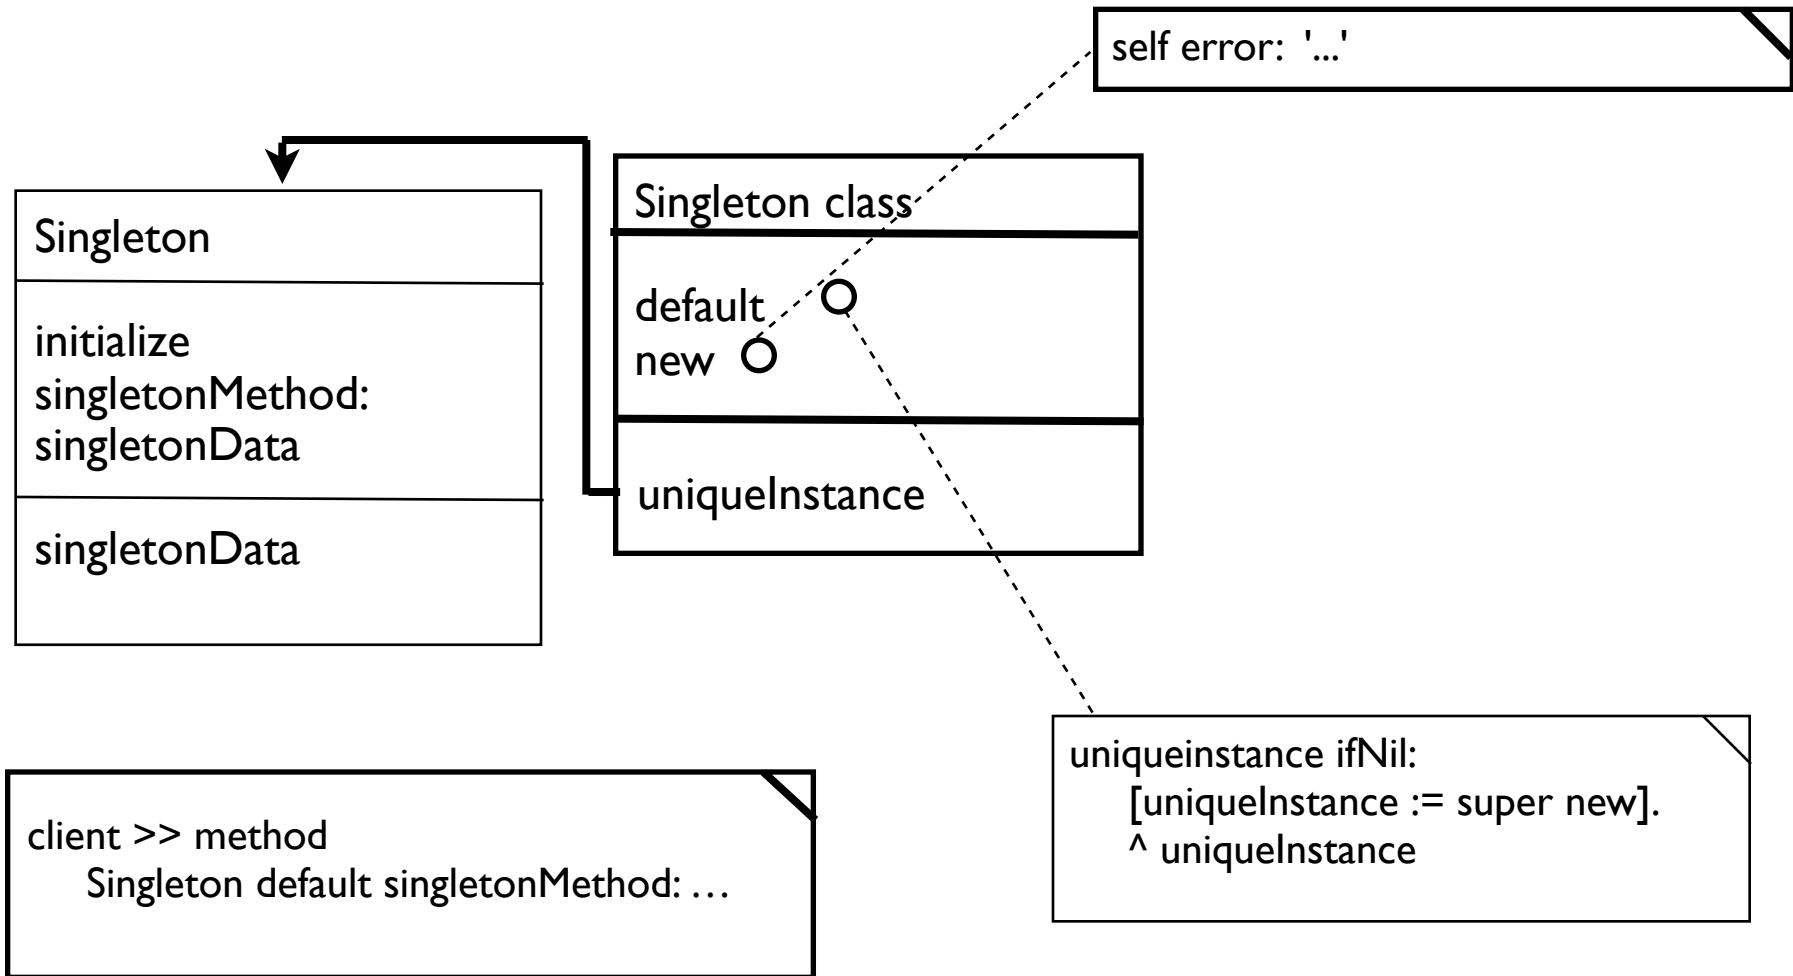 self error: '...'
Singleton class
default
new
uniqueInstance
Singleton
initialize
singletonMethod:
singletonData
singletonData
uniqueinstance ifNil:
[uniqueInstance := super new].
^ uniqueInstance
client >> method
Singleton default singletonMethod: …